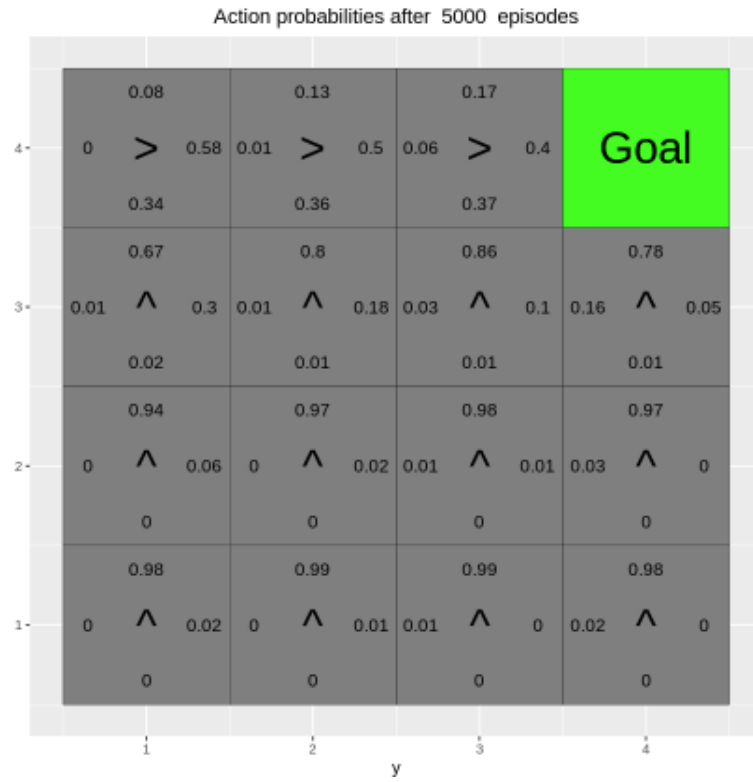 Action probabilities after 5000 episodes
0.08 0.13 0.17
4 0 > 0.58 0.01 > 0.5 0.06 > 0.4 Goal
0.34 0.36 0.37
0.67 0.8 0.86 0.78
3 0.01 ^ 0.3 0.01 ^ 0.18 0.03 ^ 0.1 0.16 ^ 0.05
0.02 0.01 0.01 0.01
0.94 0.97 0.98 0.97
2 0 ^ 0.06 0 ^ 0.02 0.01 ^ 0.01 0.03 ^ 0
0 0 0 0
0.98 0.99 0.99 0.98
1 0 ^ 0.02 0 ^ 0.01 0.01 ^ 0 0.02 ^ 0
0 0 0 0
1 2 3 4
y